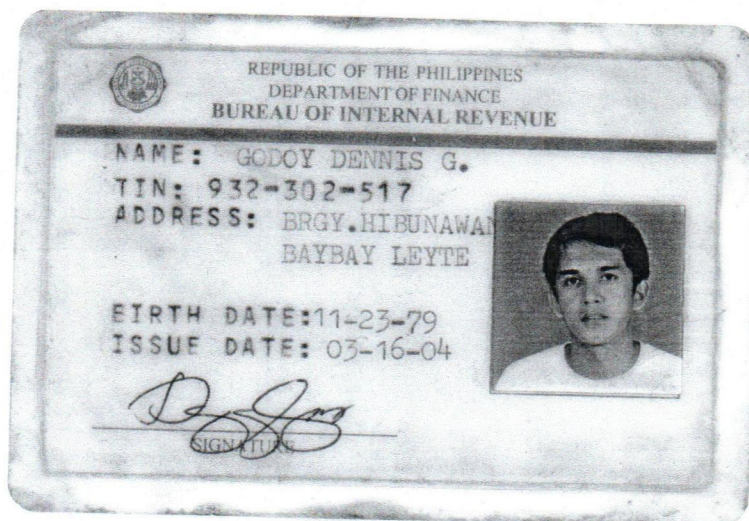 REPUBLIC OF THE PHILIPPINES
DEPARTMENT OF FINANCE
BUREAU OF INTERNAL REVENUE
NAME: GODOY DENNIS G.
TIN: 932-302-517
ADDRESS: BRGY.HIBUNAWAN
BAYBAY LEYTE
BIRTH DATE:11-23-79
ISSUE DATE: 03-16-04
SIGNATURE